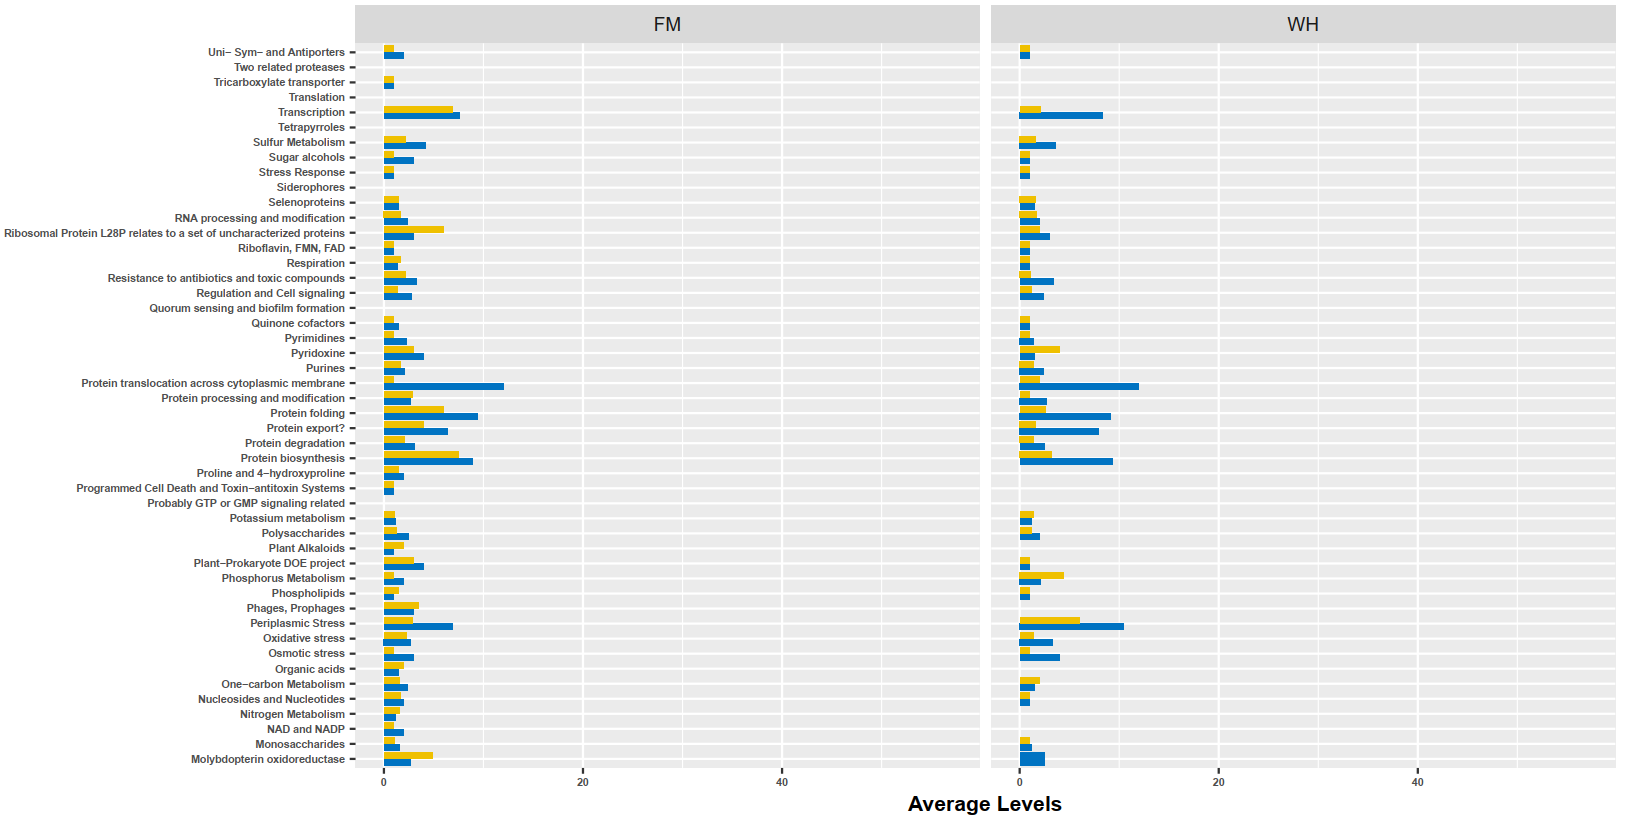 FM
WH
Uni− Sym− and Antiporters
Two related proteases
Tricarboxylate transporter
Translation
Transcription
Tetrapyrroles
Sulfur Metabolism
Sugar alcohols
Stress Response
Siderophores
Selenoproteins
RNA processing and modification
Ribosomal Protein L28P relates to a set of uncharacterized proteins
Riboflavin, FMN, FAD
Respiration
Resistance to antibiotics and toxic compounds
Regulation and Cell signaling
Quorum sensing and biofilm formation
Quinone cofactors
Pyrimidines
Pyridoxine
Purines
Protein translocation across cytoplasmic membrane
Protein processing and modification
Protein folding
Protein export?
Protein degradation
Protein biosynthesis
Proline and 4−hydroxyproline
Programmed Cell Death and Toxin−antitoxin Systems
Probably GTP or GMP signaling related
Potassium metabolism
Polysaccharides
Plant Alkaloids
Plant−Prokaryote DOE project
Phosphorus Metabolism
Phospholipids
Phages, Prophages
Periplasmic Stress
Oxidative stress
Osmotic stress
Organic acids
One−carbon Metabolism
Nucleosides and Nucleotides
Nitrogen Metabolism
NAD and NADP
Monosaccharides
Molybdopterin oxidoreductase
0 20 40 0 20 40
Average Levels